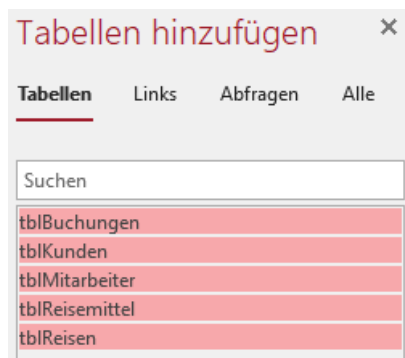 Tabellen hinzufügen ×
Tabellen Links Abfragen Alle
Suchen
tblBuchungen
tblKunden
tblMitarbeiter
tblReisemittel
tblReisen